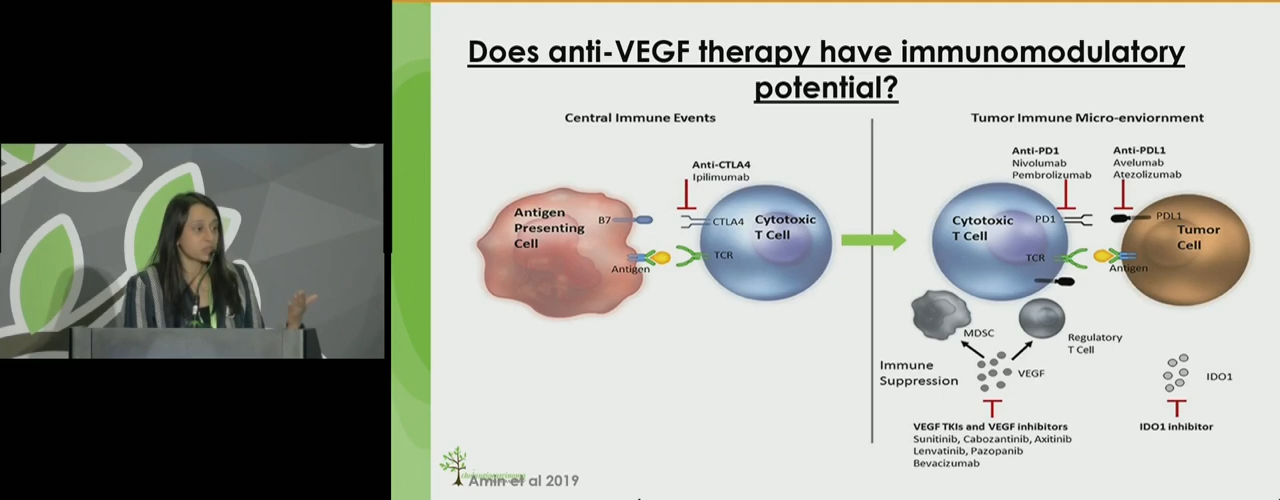 Does anti-VEGF therapy have immunomodulatory
potential?
Central Immune Events
Anti-CTLA4
Ipilimumab
Antigen
Presenting
Cell
B7
CTLA4
Cytotoxic
T Cell
TCR
Antigen
Tumor Immune Micro-enviornment
Anti-PD1
Nivolumab
Pembrolizumab
Anti-PDL1
Avelumab
Atezolizumab
Cytotoxic
T Cell
PD1
PDL1
Tumor
Cell
TCR
Antigen
MDSC
Regulatory
T Cell
Immune
Suppression
VEGF
IDO1
VEGF TKIs and VEGF inhibitors
Sunitinib, Cabozantinib, Axitinib
Lenvatinib, Pazopanib
Bevacizumab
IDO1 inhibitor
Amin et al 2019